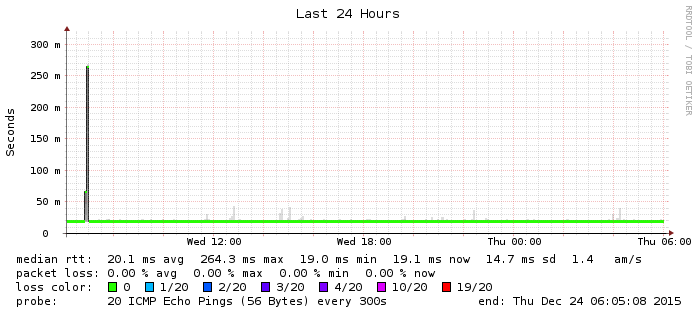 Last 24 Hours
RRDTOOL / TOBI OETIKER
Seconds
300 m
250 m
200 m
150 m
100 m
50 m
0
Wed 12:00 Wed 18:00 Thu 00:00 Thu 06:00
median rtt: 20.1 ms avg 264.3 ms max 19.0 ms min 19.1 ms now 14.7 ms sd 1.4 am/s
packet loss: 0.00 % avg 0.00 % max 0.00 % min 0.00 % now
loss color: 0 1/20 2/20 3/20 4/20 10/20 19/20
probe: 20 ICMP Echo Pings (56 Bytes) every 300s end: Thu Dec 24 06:05:08 2015